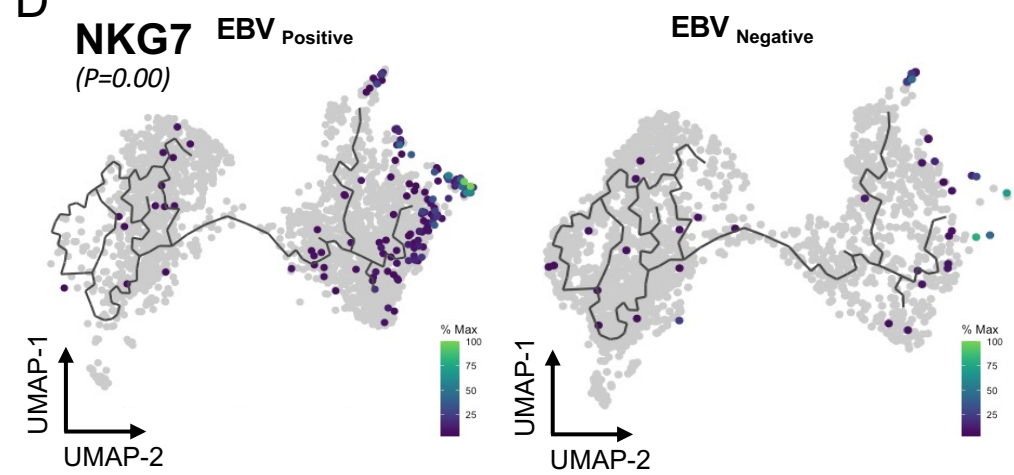 D
NKG7 EBV Positive
(P=0.00)
EBV Negative
% Max
100
75
50
25
UMAP-1
UMAP-2
% Max
100
75
50
25
UMAP-1
UMAP-2